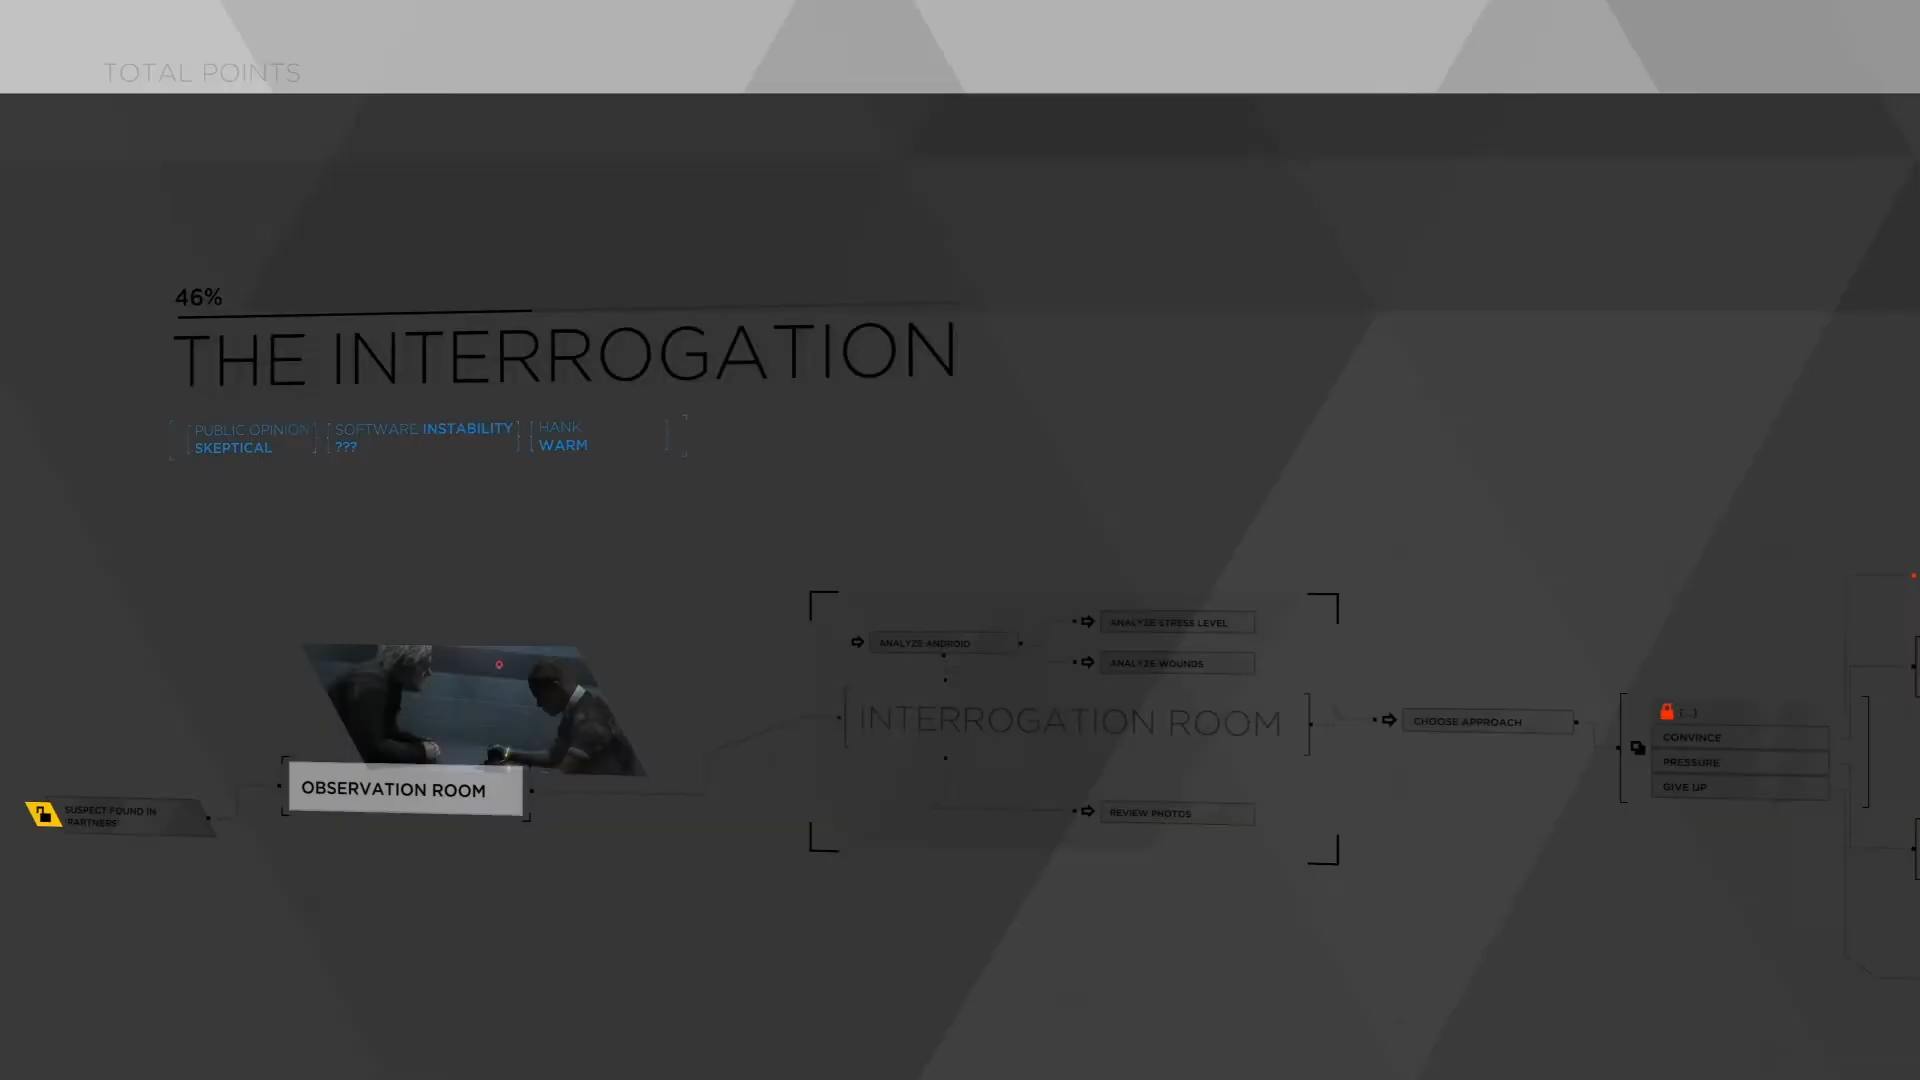 TOTAL POINTS
46%
THE INTERROGATION
PUBLIC OPINION
SKEPTICAL
SOFTWARE INSTABILITY
???
HANK
WARM
SUSPECT FOUND IN
'PARTNERS'
OBSERVATION ROOM
ANALYZE ANDROID
ANALYZE STRESS LEVEL
ANALYZE WOUNDS
INTERROGATION ROOM
REVIEW PHOTOS
CHOOSE APPROACH
(...)
CONVINCE
PRESSURE
GIVE UP